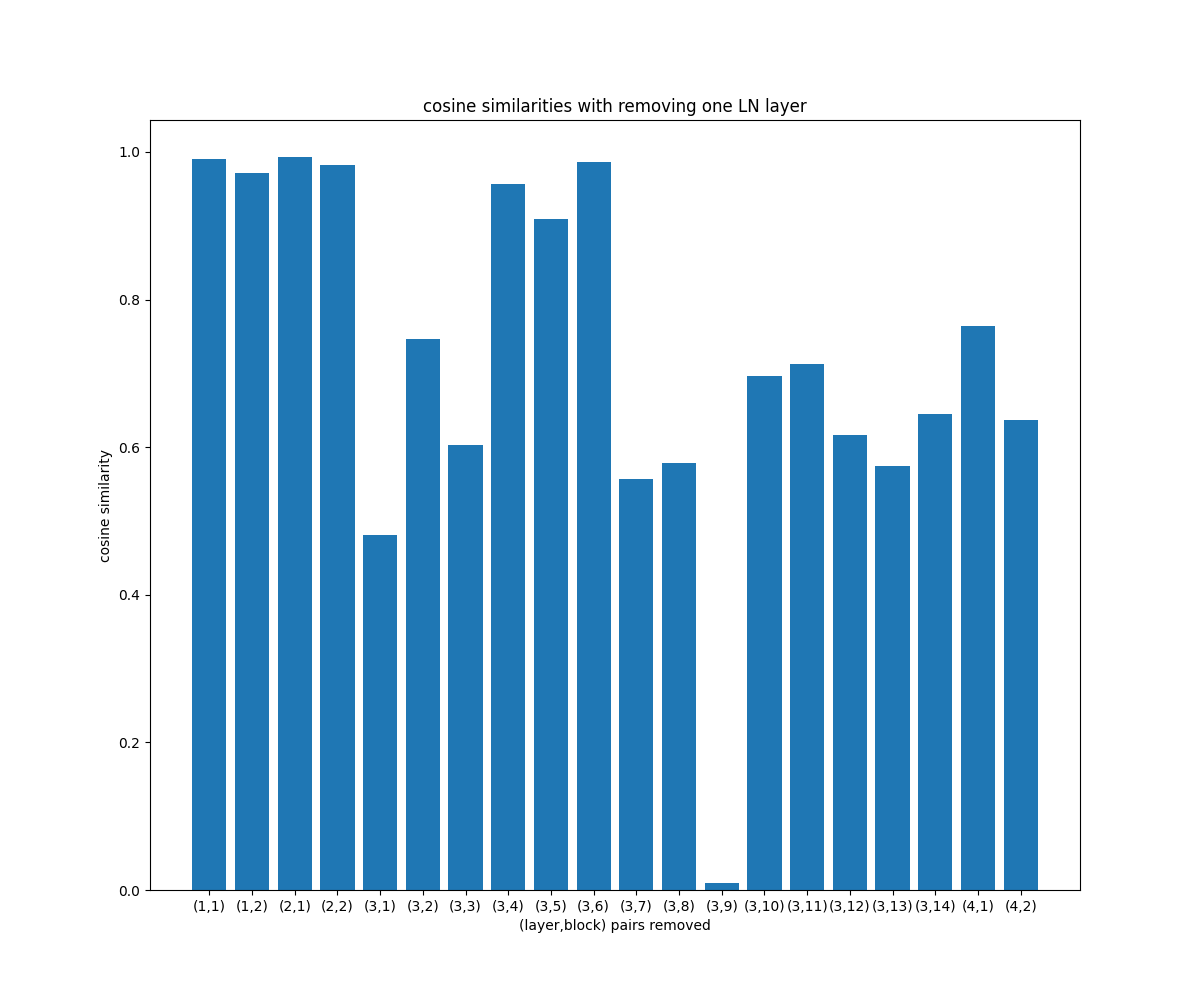 cosine similarities with removing one LN layer
1.0
0.8
0.6
0.4
0.2
0.0
cosine similarity
(1,1) (1,2) (2,1) (2,2) (3,1) (3,2) (3,3) (3,4) (3,5) (3,6) (3,7) (3,8) (3,9) (3,10) (3,11) (3,12) (3,13) (3,14) (4,1) (4,2)
(layer,block) pairs removed